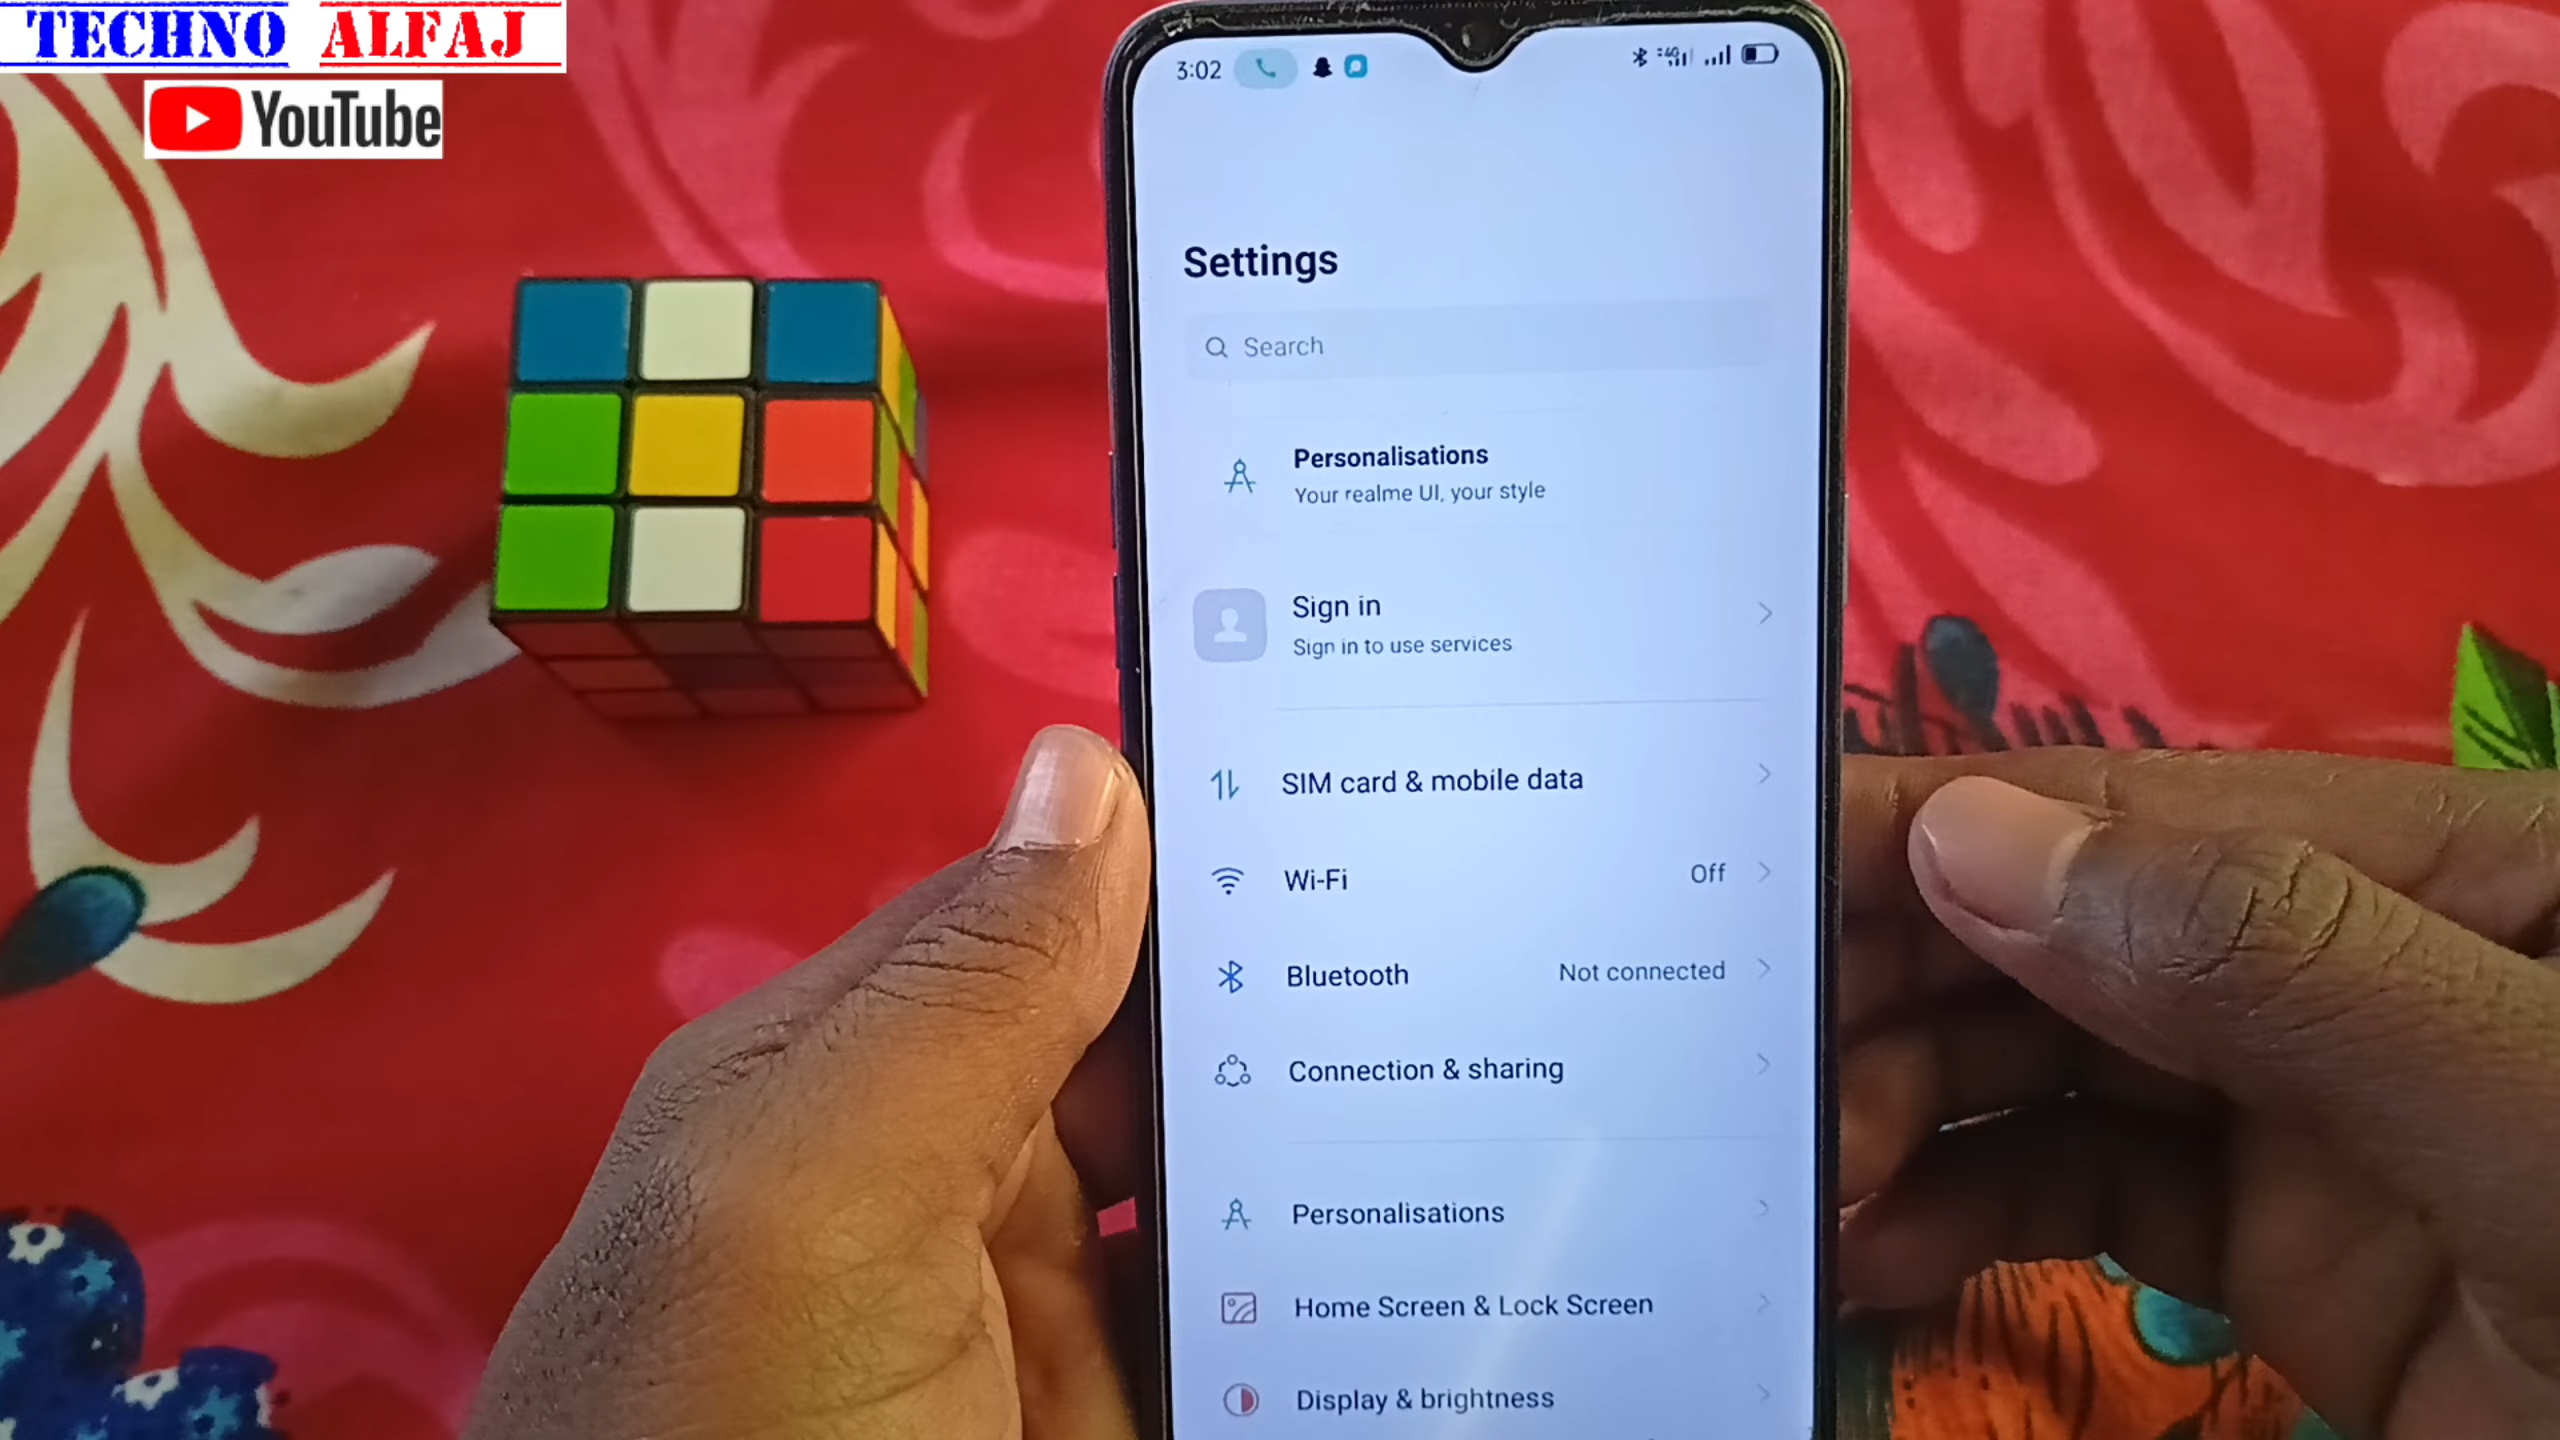 TECHNO ALFAJ
YouTube
3:02
Settings
Search
Personalisations
Your realme UI, your style
Sign in
Sign in to use services
SIM card & mobile data
Wi-Fi
Off
Bluetooth
Not connected
Connection & sharing
Personalisations
Home Screen & Lock Screen
Display & brightness